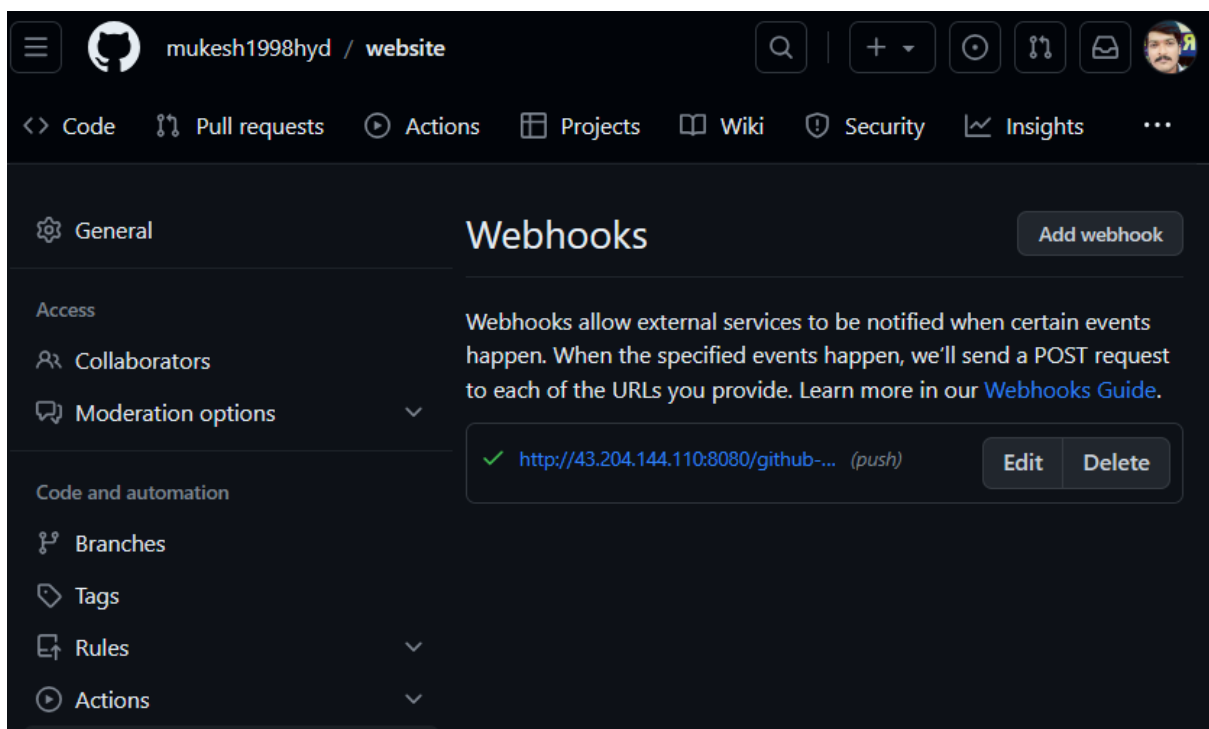 mukesh1998hyd / website
Code Pull requests Actions Projects Wiki Security Insights ...
General
Access
Collaborators
Moderation options
Code and automation
Branches
Tags
Rules
Actions
Webhooks
Add webhook
Webhooks allow external services to be notified when certain events
happen. When the specified events happen, we'll send a POST request
to each of the URLs you provide. Learn more in our Webhooks Guide.
http://43.204.144.110:8080/github-... (push)
Edit Delete